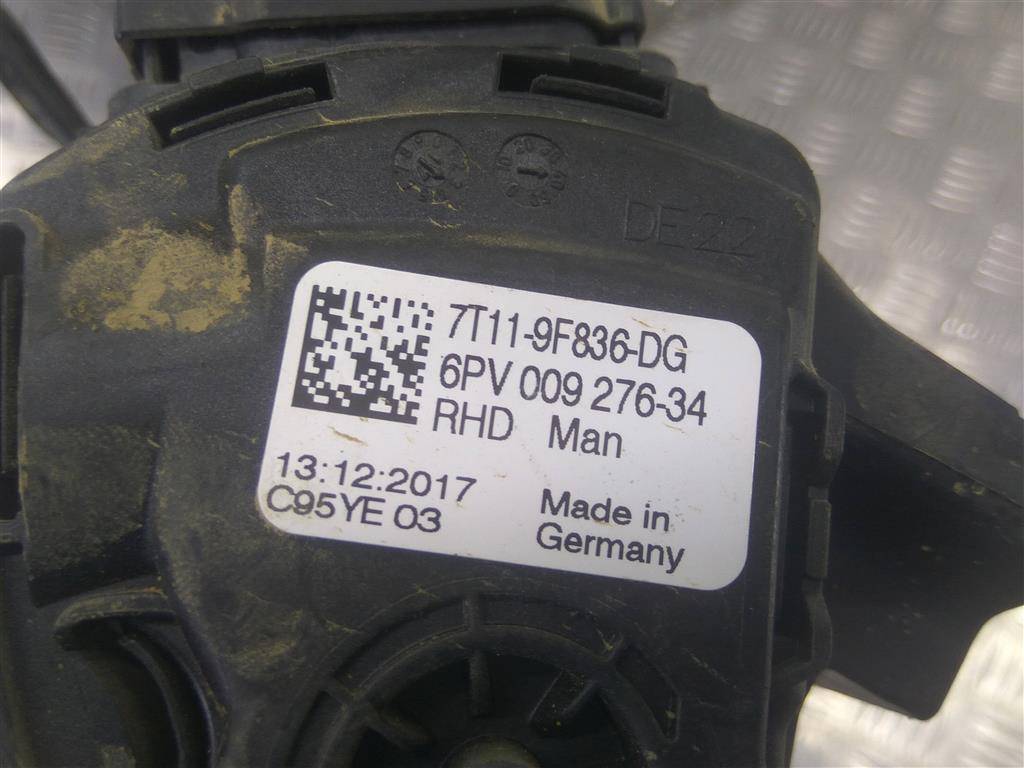 DE 22
7T11-9F836-DG
6PV 009 276-34
RHD Man
13:12:2017
C95YE 03
Made in
Germany